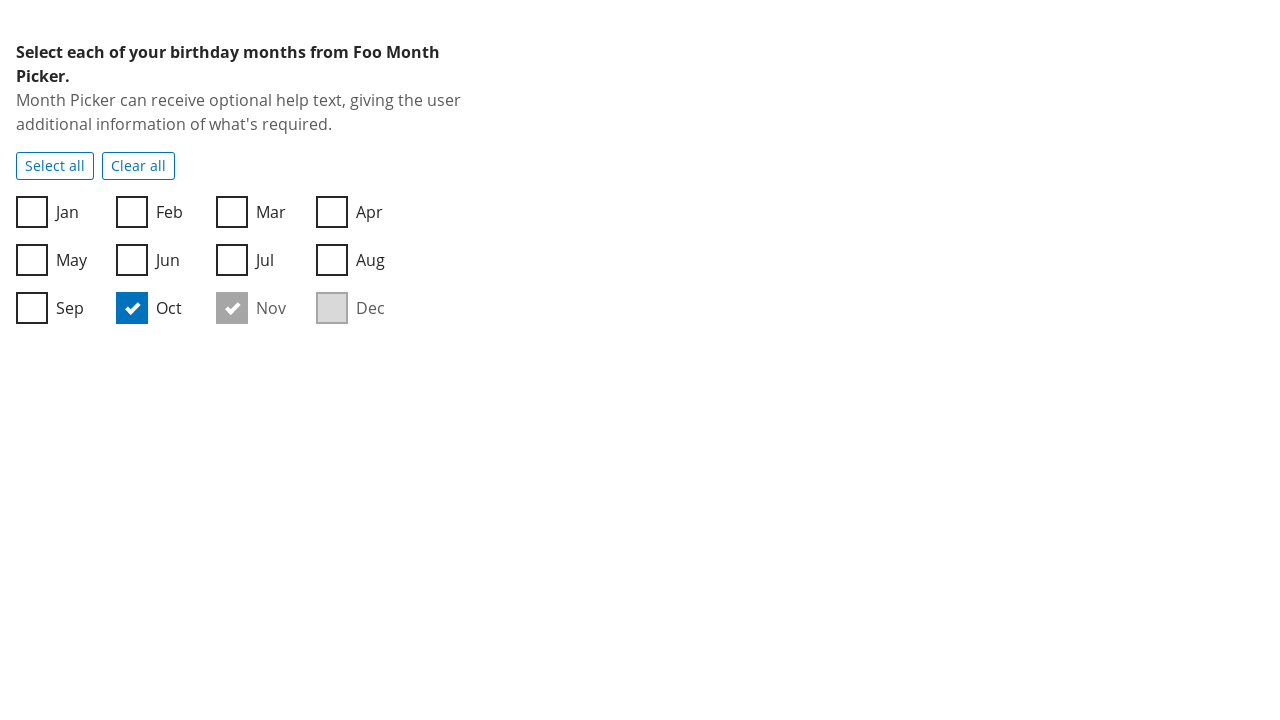 Select each of your birthday months from Foo Month
Picker.
Month Picker can receive optional help text, giving the user
additional information of what's required.
Select all Clear all
Jan Feb Mar Apr
May Jun Jul Aug
Sep Oct Nov Dec